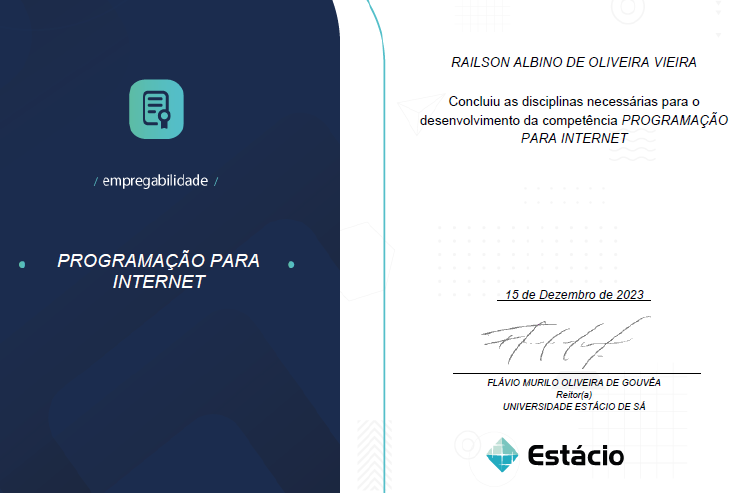 / empregabilidade /
PROGRAMAÇÃO PARA
INTERNET
RAILSON ALBINO DE OLIVEIRA VIEIRA
Concluiu as disciplinas necessárias para o
desenvolvimento da competência PROGRAMAÇÃO
PARA INTERNET
15 de Dezembro de 2023
FLÁVIO MURILO OLIVEIRA DE GOUVÊA
Reitor(a)
UNIVERSIDADE ESTÁCIO DE SÁ
Estácio